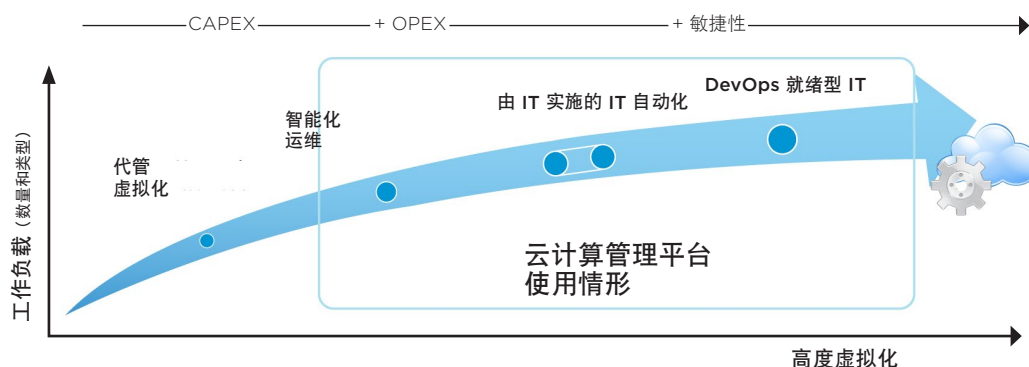 CAPEX + OPEX + 敏捷性
DevOps 就绪型 IT
由 IT 实施的 IT 自动化
智能化
运维
代管
虚拟化
云计算管理平台
使用情形
工作负载（数量和类型）
高度虚拟化